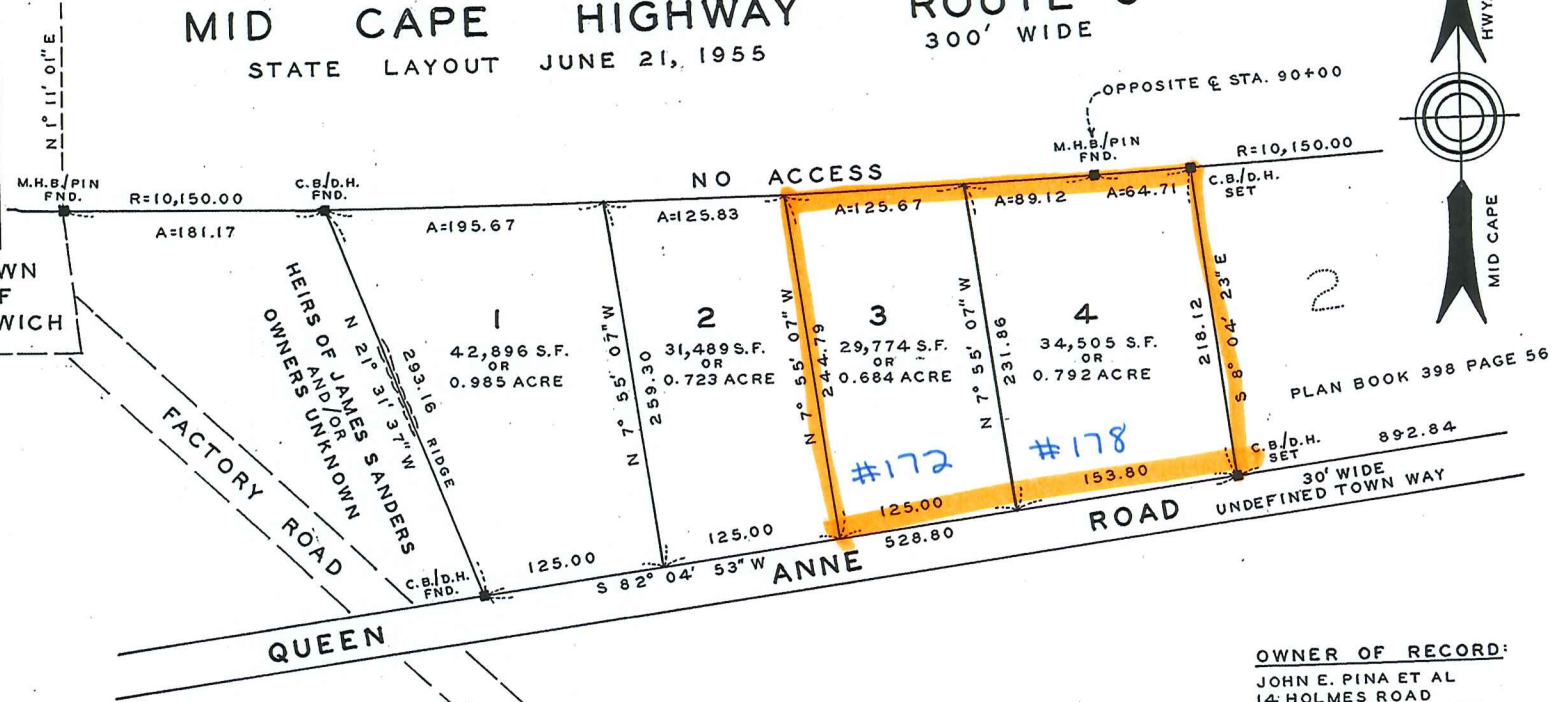 MID CAPE HIGHWAY ROUTE
300' WIDE
STATE LAYOUT JUNE 21, 1955
N 1° 11' 01" E
HWY.
OPPOSITE ℄ STA. 90+00
M.H.B./PIN
FND.
R=10,150.00
M.H.B./PIN
FND.
R=10,150.00
C.B./D.H.
FND.
NO ACCESS
C.B./D.H.
SET
A=181.17
A=195.67
A=125.83
A=125.67
A=89.12
A=64.71
MID CAPE
WN
F
WICH
HEIRS OF JAMES SANDERS
AND/OR
OWNERS UNKNOWN
N 21° 31' 37" W
293.16
RIDGE
1
42,896 S.F.
OR
0.985 ACRE
N 7° 55' 07" W
259.30
2
31,489 S.F.
OR
0.723 ACRE
N 7° 55' 07" W
244.79
3
29,774 S.F.
OR
0.684 ACRE
N 7° 55' 07" W
231.86
4
34,505 S.F.
OR
0.792 ACRE
218.12
S 8° 04' 23" E
2
PLAN BOOK 398 PAGE 56
#172
#178
FACTORY ROAD
C.B./D.H.
FND.
125.00
125.00
125.00
153.80
C.B./D.H.
SET
892.84
30' WIDE
UNDEFINED TOWN WAY
S 82° 04' 53" W
528.80
QUEEN ANNE ROAD
OWNER OF RECORD:
JOHN E. PINA ET AL
14 HOLMES ROAD